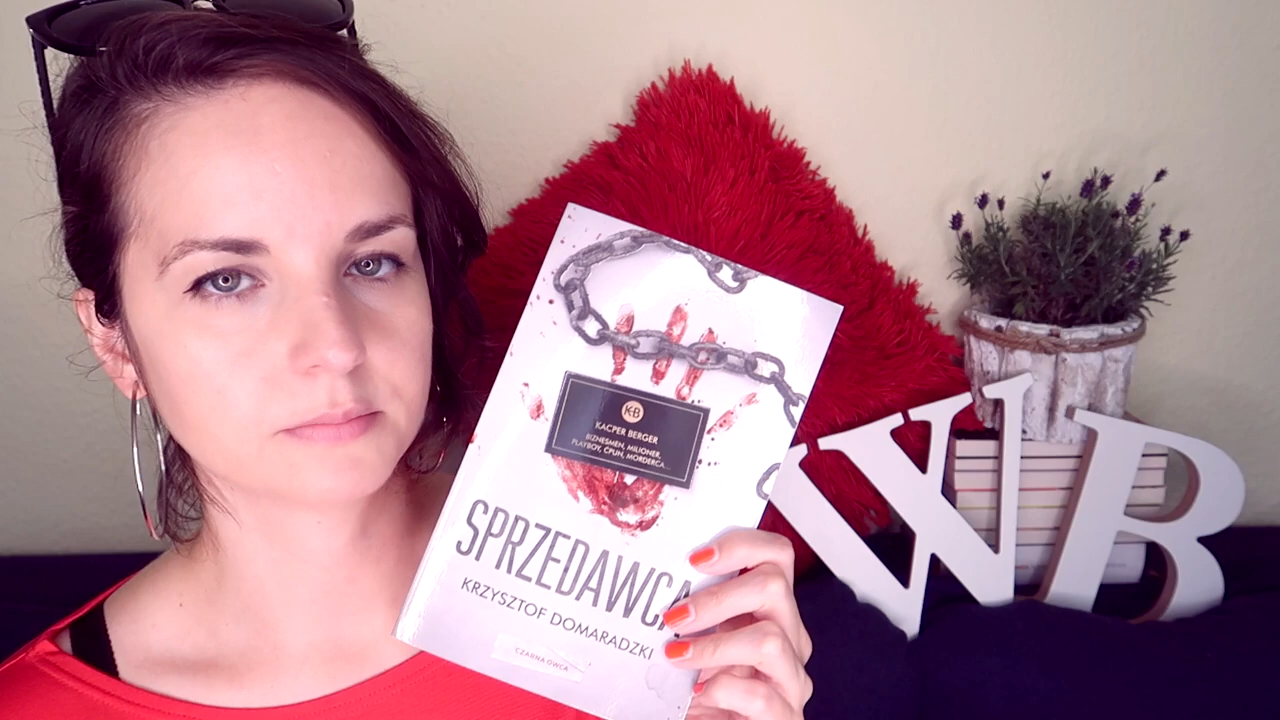 KB
KACPER BERGER
BIZNESMEN, MILIONER,
PLAYBOY, ĆPUN, MORDERCA...
SPRZEDAWCA
KRZYSZTOF DOMARADZKI
CZARNA OWCA
WB